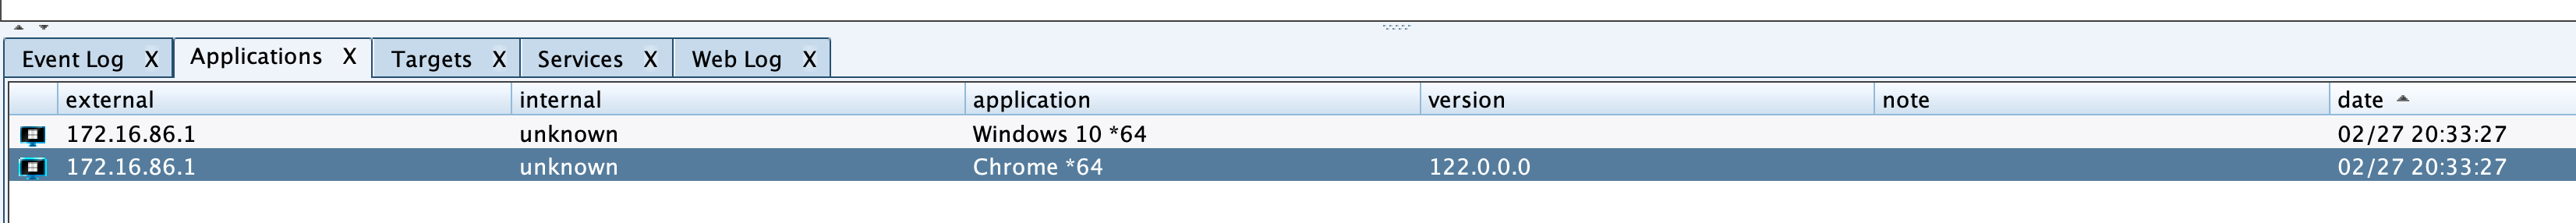 Event Log X Applications X Targets X Services X Web Log X
external internal application version note date
172.16.86.1 unknown Windows 10 *64 02/27 20:33:27
172.16.86.1 unknown Chrome *64 122.0.0.0 02/27 20:33:27